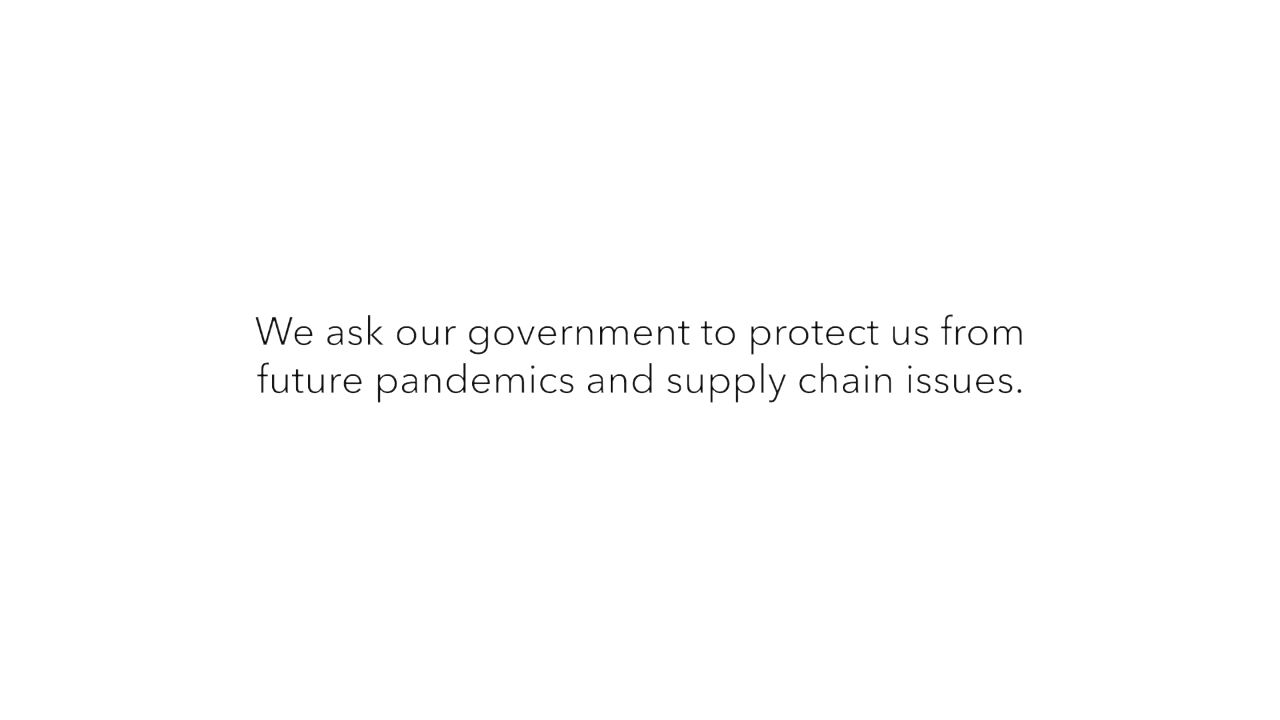 We ask our government to protect us from
future pandemics and supply chain issues.